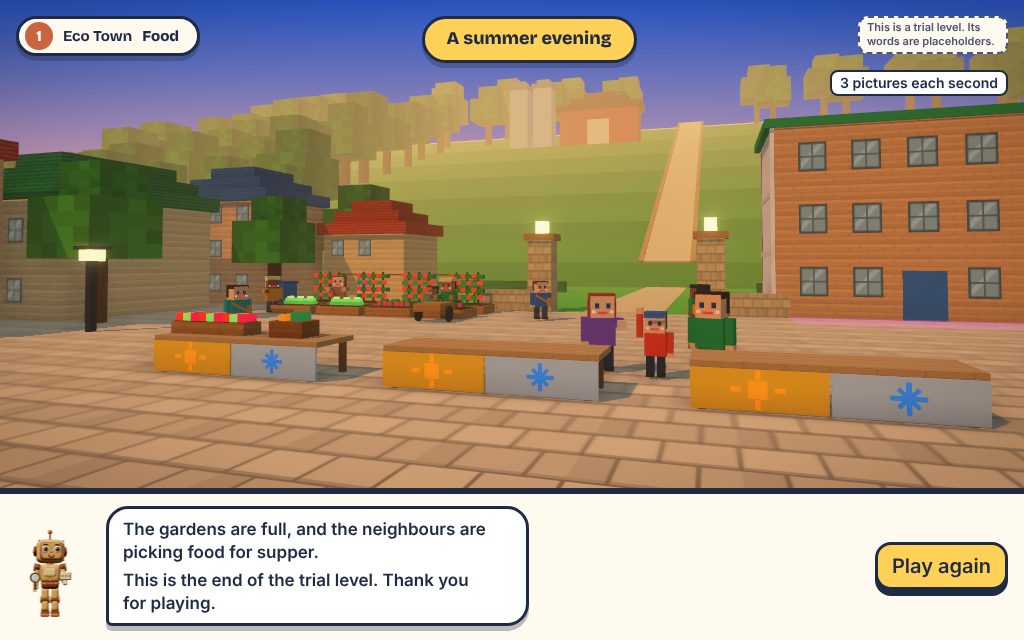 1 Eco Town Food
A summer evening
This is a trial level. Its
words are placeholders.
3 pictures each second
The gardens are full, and the neighbours are
picking food for supper.
This is the end of the trial level. Thank you
for playing.
Play again